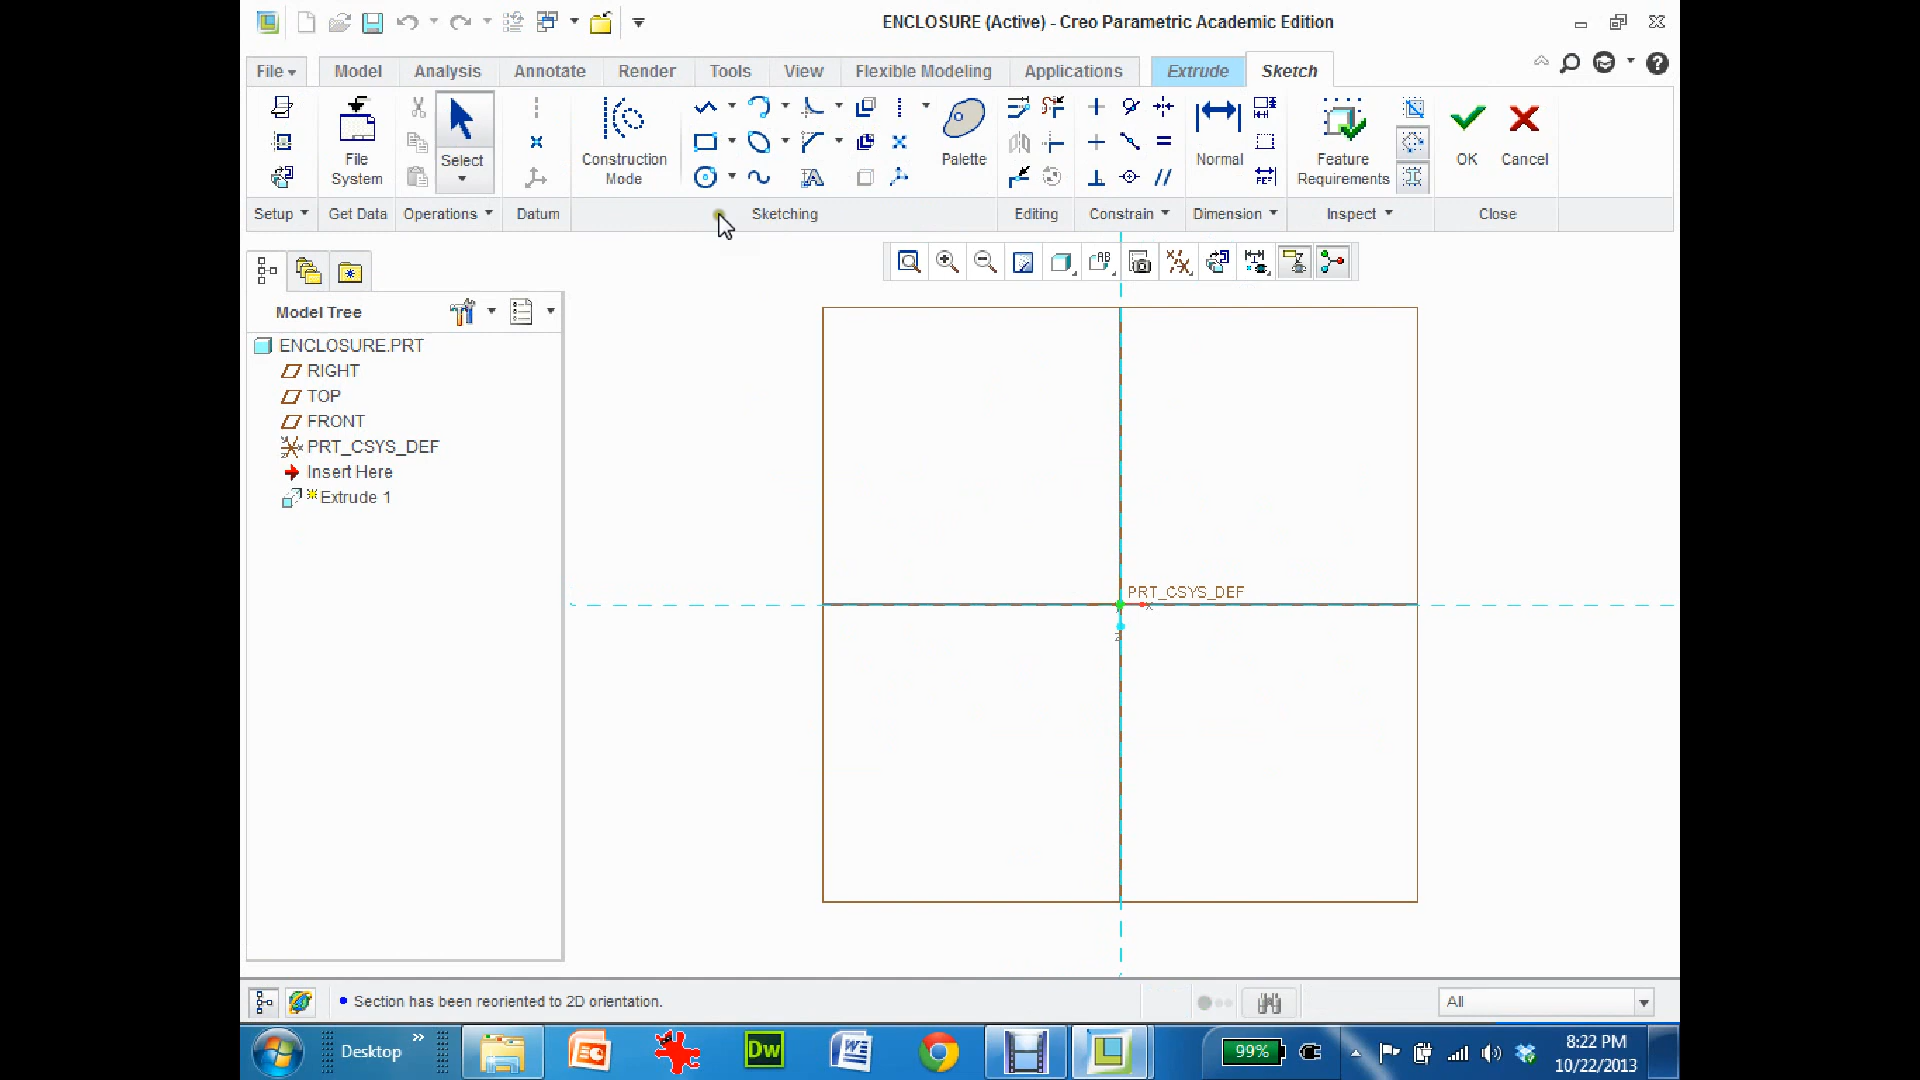 ENCLOSURE (Active) - Creo Parametric Academic Edition
File Model Analysis Annotate Render Tools View Flexible Modeling Applications Extrude Sketch
File System
Select
Construction Mode
Palette
Normal
Feature Requirements
OK
Cancel
Setup Get Data Operations Datum Sketching Editing Constrain Dimension Inspect Close
Model Tree
ENCLOSURE.PRT
RIGHT
TOP
FRONT
PRT_CSYS_DEF
Insert Here
Extrude 1
PRT_CSYS_DEF
X
Z
Section has been reoriented to 2D orientation.
All
Desktop
Dw
99%
8:22 PM
10/22/2013